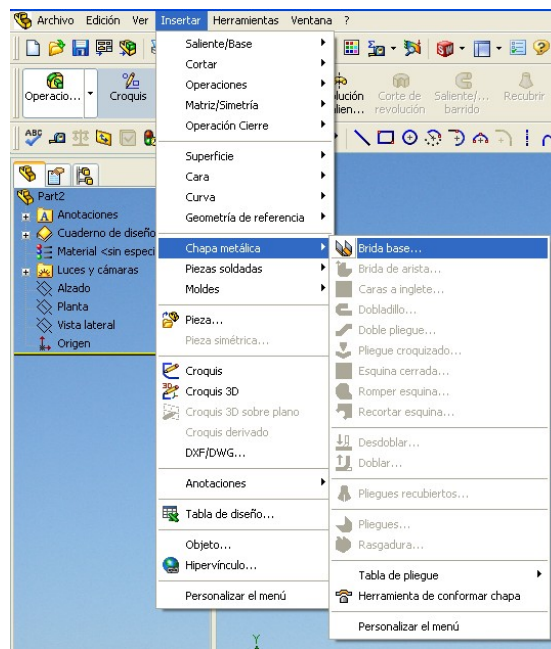 Archivo Edición Ver Insertar Herramientas Ventana ?
Operacio... Croquis
Corte de revolución
Saliente/... barrido
Recubrir
Part2
Anotaciones
Cuaderno de diseño
Material <sin especi
Luces y cámaras
Alzado
Planta
Vista lateral
Origen
Saliente/Base
Cortar
Operaciones
Matriz/Simetría
Operación Cierre
Superficie
Cara
Curva
Geometría de referencia
Chapa metálica
Piezas soldadas
Moldes
Pieza...
Pieza simétrica...
Croquis
Croquis 3D
Croquis 3D sobre plano
Croquis derivado
DXF/DWG...
Anotaciones
Tabla de diseño...
Objeto...
Hipervínculo...
Personalizar el menú
Brida base...
Brida de arista...
Caras a inglete...
Dobladillo...
Doble pliegue...
Pliegue croquizado...
Esquina cerrada...
Romper esquina...
Recortar esquina...
Desdoblar...
Doblar...
Pliegues recubiertos...
Pliegues...
Rasgadura...
Tabla de pliegue
Herramienta de conformar chapa
Personalizar el menú
Y